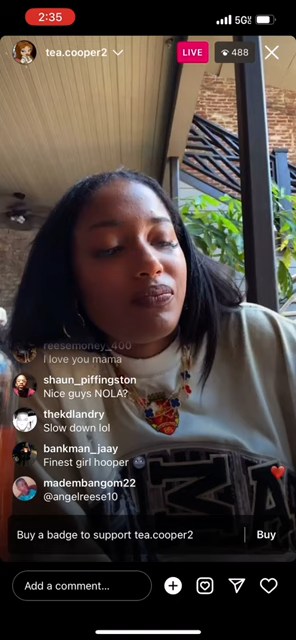 2:35
5G
tea.cooper2
LIVE
488
reesemoney_400
I love you mama
shaun_piffingston
Nice guys NOLA?
thekdlandry
Slow down lol
bankman_jaay
Finest girl hooper
madembangom22
@angelreese10
Buy a badge to support tea.cooper2
Buy
Add a comment...